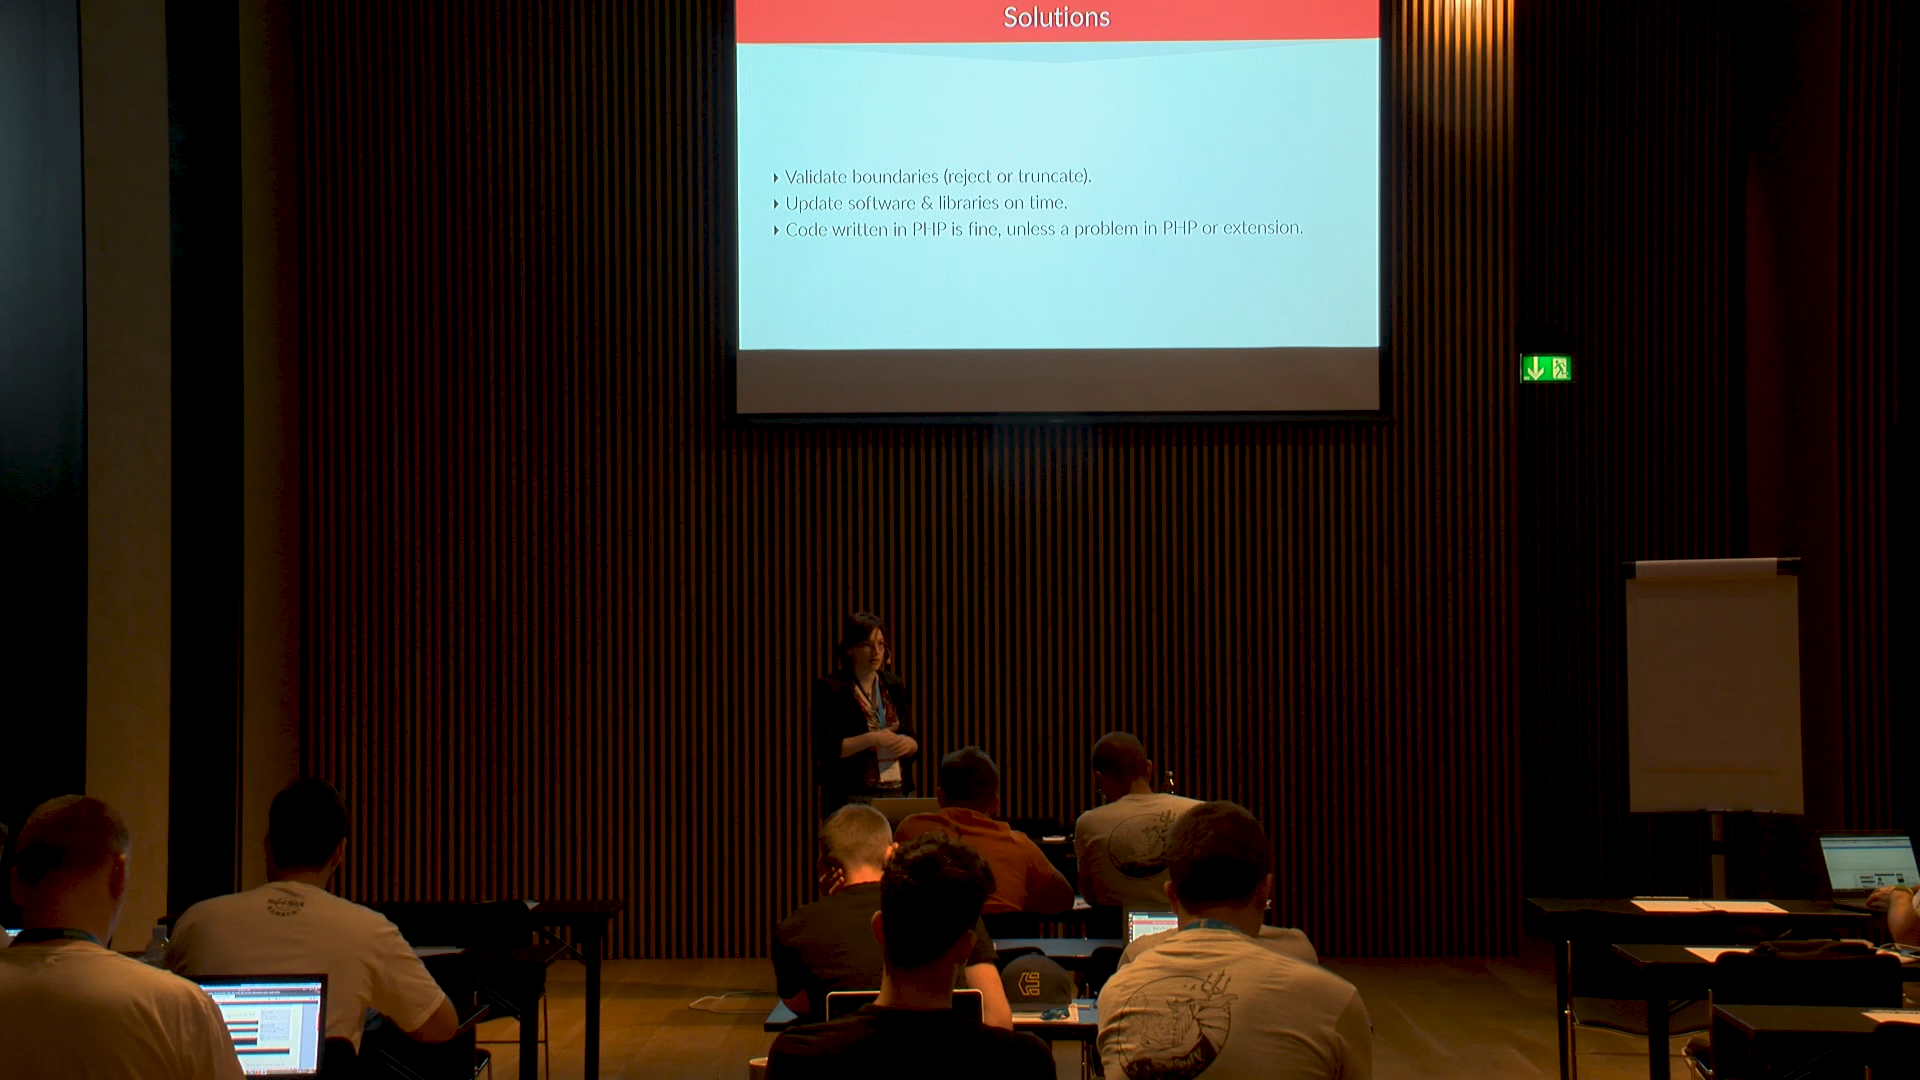 Solutions
Validate boundaries (reject or truncate).
Update software & libraries on time.
Code written in PHP is fine, unless a problem in PHP or extension.